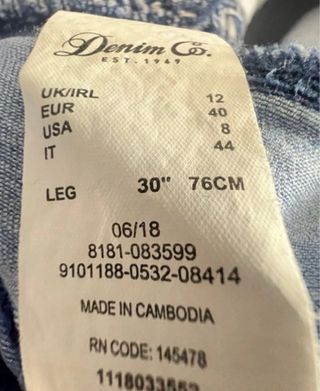 Denim Co.
EST. 1969
UK/IRL 12
EUR 40
USA 8
IT 44
LEG 30" 76CM
06/18
8181-083599
9101188-0532-08414
MADE IN CAMBODIA
RN CODE: 145478